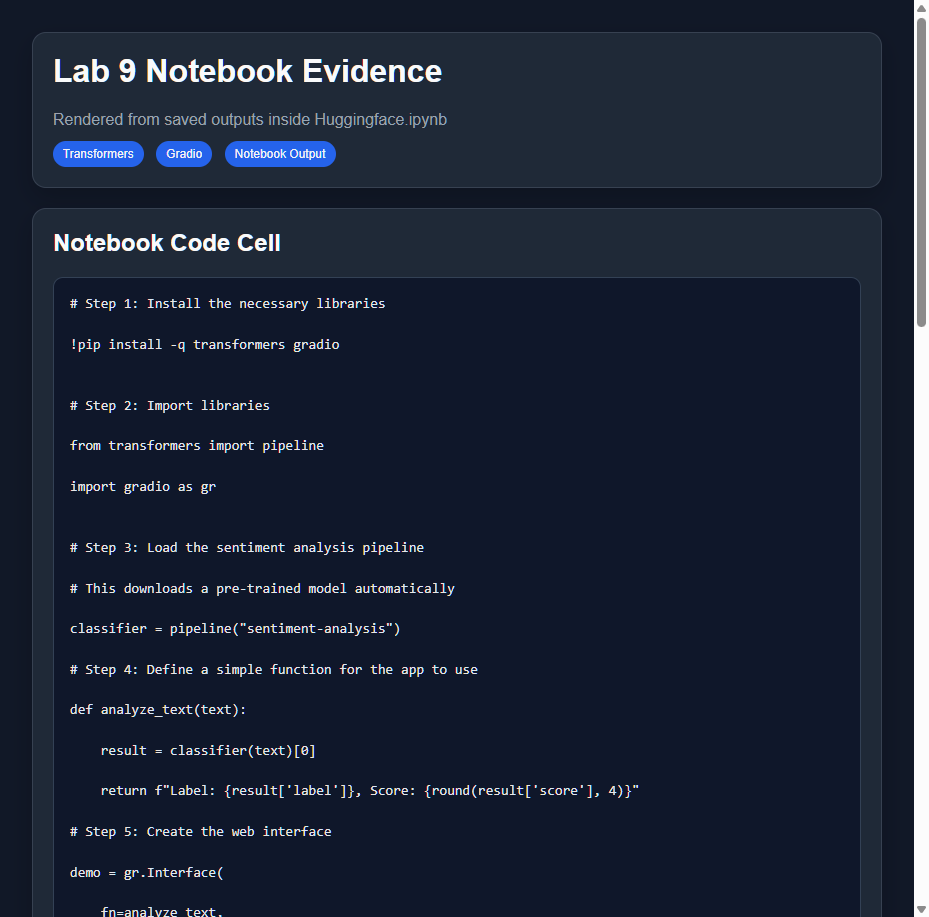 Lab 9 Notebook Evidence
Rendered from saved outputs inside Huggingface.ipynb
Transformers Gradio Notebook Output
Notebook Code Cell
# Step 1: Install the necessary libraries
!pip install -q transformers gradio
# Step 2: Import libraries
from transformers import pipeline
import gradio as gr
# Step 3: Load the sentiment analysis pipeline
# This downloads a pre-trained model automatically
classifier = pipeline("sentiment-analysis")
# Step 4: Define a simple function for the app to use
def analyze_text(text):
    result = classifier(text)[0]
    return f"Label: {result['label']}, Score: {round(result['score'], 4)}"
# Step 5: Create the web interface
demo = gr.Interface(
    fn=analyze_text,